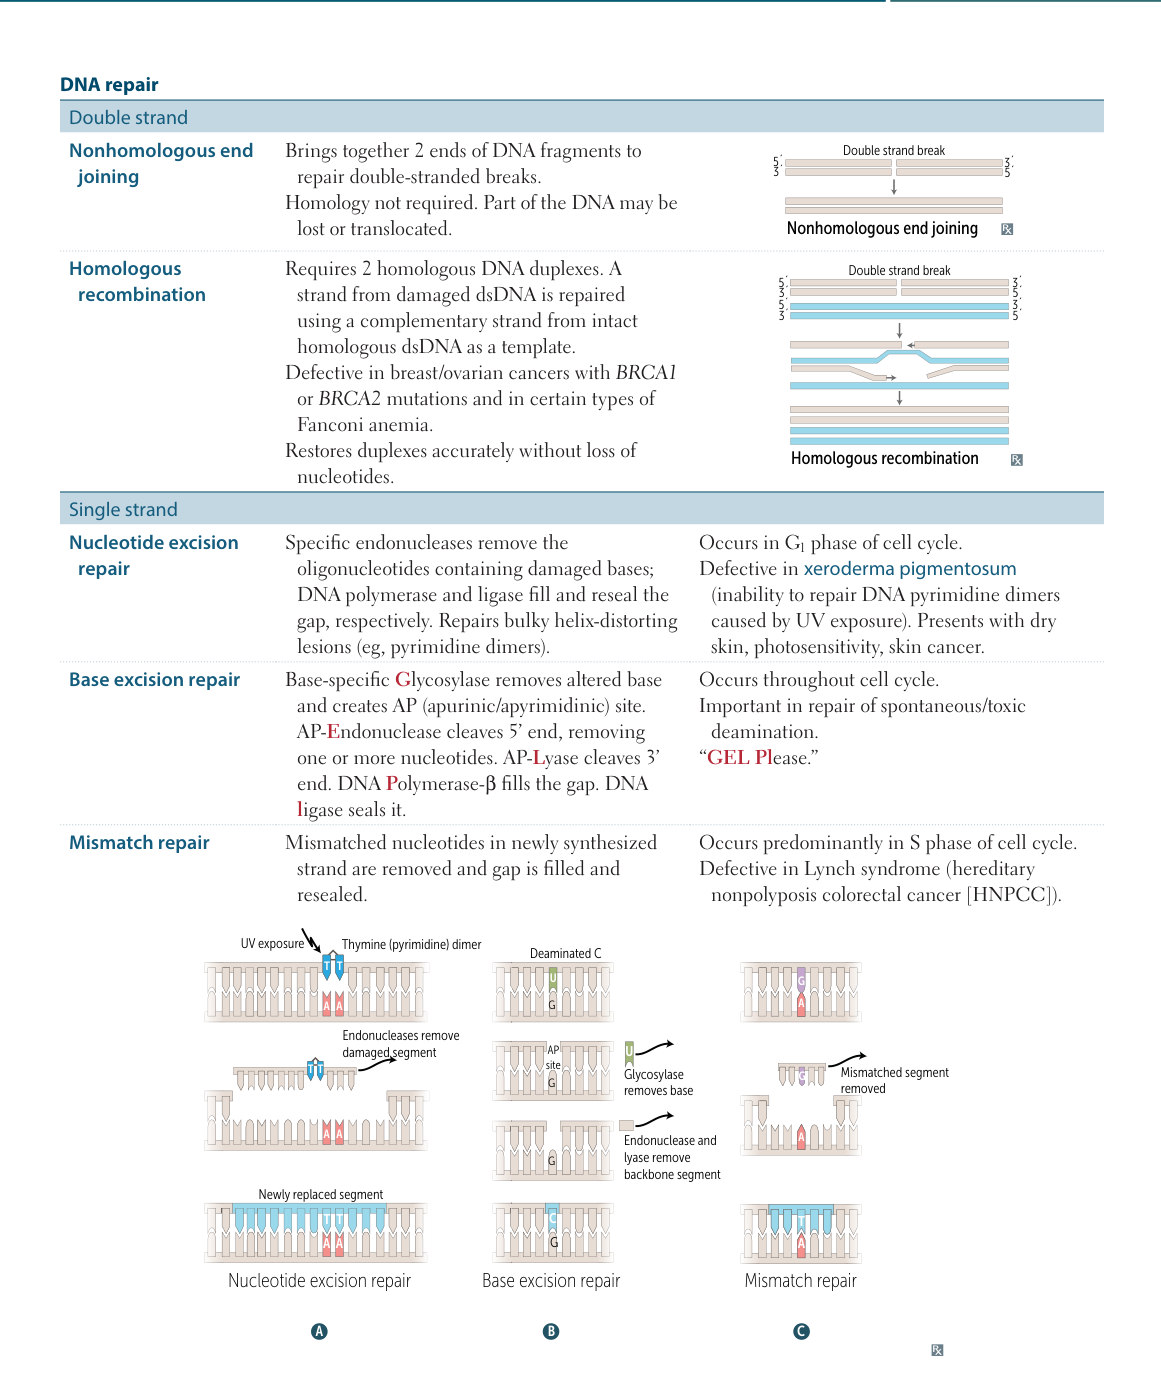 DNA repair
Double strand
Nonhomologous end
joining
Brings together 2 ends of DNA fragments to
repair double-stranded breaks.
Homology not required. Part of the DNA may be
lost or translocated.
Double strand break
5′ 3′
3′ 5′
Nonhomologous end joining
Rx
Homologous
recombination
Requires 2 homologous DNA duplexes. A
strand from damaged dsDNA is repaired
using a complementary strand from intact
homologous dsDNA as a template.
Defective in breast/ovarian cancers with BRCA1
or BRCA2 mutations and in certain types of
Fanconi anemia.
Restores duplexes accurately without loss of
nucleotides.
Double strand break
5′ 3′
3′ 5′
5′ 3′
3′ 5′
Homologous recombination
Rx
Single strand
Nucleotide excision
repair
Specific endonucleases remove the
oligonucleotides containing damaged bases;
DNA polymerase and ligase fill and reseal the
gap, respectively. Repairs bulky helix-distorting
lesions (eg, pyrimidine dimers).
Occurs in G1 phase of cell cycle.
Defective in xeroderma pigmentosum
(inability to repair DNA pyrimidine dimers
caused by UV exposure). Presents with dry
skin, photosensitivity, skin cancer.
Base excision repair
Base-specific Glycosylase removes altered base
and creates AP (apurinic/apyrimidinic) site.
AP-Endonuclease cleaves 5’ end, removing
one or more nucleotides. AP-Lyase cleaves 3’
end. DNA Polymerase-β fills the gap. DNA
ligase seals it.
Occurs throughout cell cycle.
Important in repair of spontaneous/toxic
deamination.
“GEL Please.”
Mismatch repair
Mismatched nucleotides in newly synthesized
strand are removed and gap is filled and
resealed.
Occurs predominantly in S phase of cell cycle.
Defective in Lynch syndrome (hereditary
nonpolyposis colorectal cancer [HNPCC]).
UV exposure
Thymine (pyrimidine) dimer
T T
A A
Endonucleases remove
damaged segment
T T
A A
Newly replaced segment
T T
A A
Nucleotide excision repair
A
Deaminated C
U
G
AP
site
G
U
Glycosylase
removes base
G
Endonuclease and
lyase remove
backbone segment
C
G
Base excision repair
B
G
A
G
Mismatched segment
removed
A
T
A
Mismatch repair
C
Rx